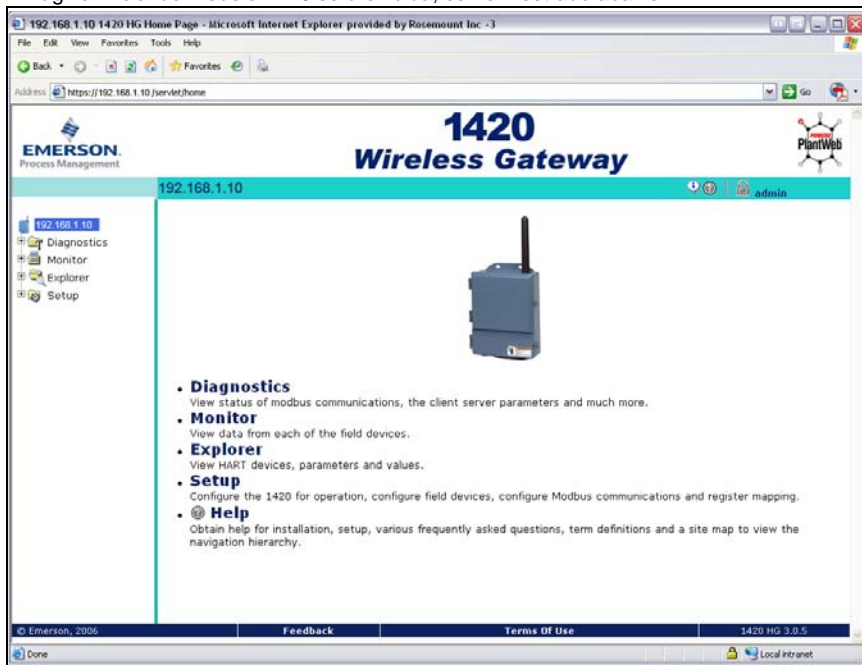 192.168.1.10 1420 HG Home Page - Microsoft Internet Explorer provided by Rosemount Inc -3
File Edit View Favorites Tools Help
Back Favorites
Address https://192.168.1.10/servlet/home Go
EMERSON.
Process Management
1420
Wireless Gateway
POWERED
PlantWeb
192.168.1.10 admin
192.168.1.10
Diagnostics
Monitor
Explorer
Setup
• Diagnostics
View status of modbus communications, the client server parameters and much more.
• Monitor
View data from each of the field devices.
• Explorer
View HART devices, parameters and values.
• Setup
Configure the 1420 for operation, configure field devices, configure Modbus communications and register mapping.
• Help
Obtain help for installation, setup, various frequently asked questions, term definitions and a site map to view the
navigation hierarchy.
© Emerson, 2006 Feedback Terms Of Use 1420 HG 3.0.5
Done Local intranet